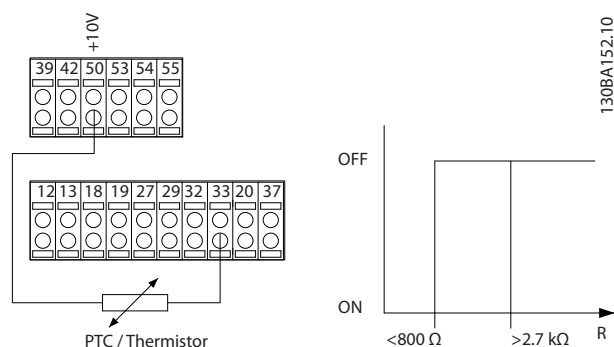 +10V
39 42 50 53 54 55
12 13 18 19 27 29 32 33 20 37
PTC / Thermistor
130BA152.10
OFF
ON
<800 Ω >2.7 kΩ R